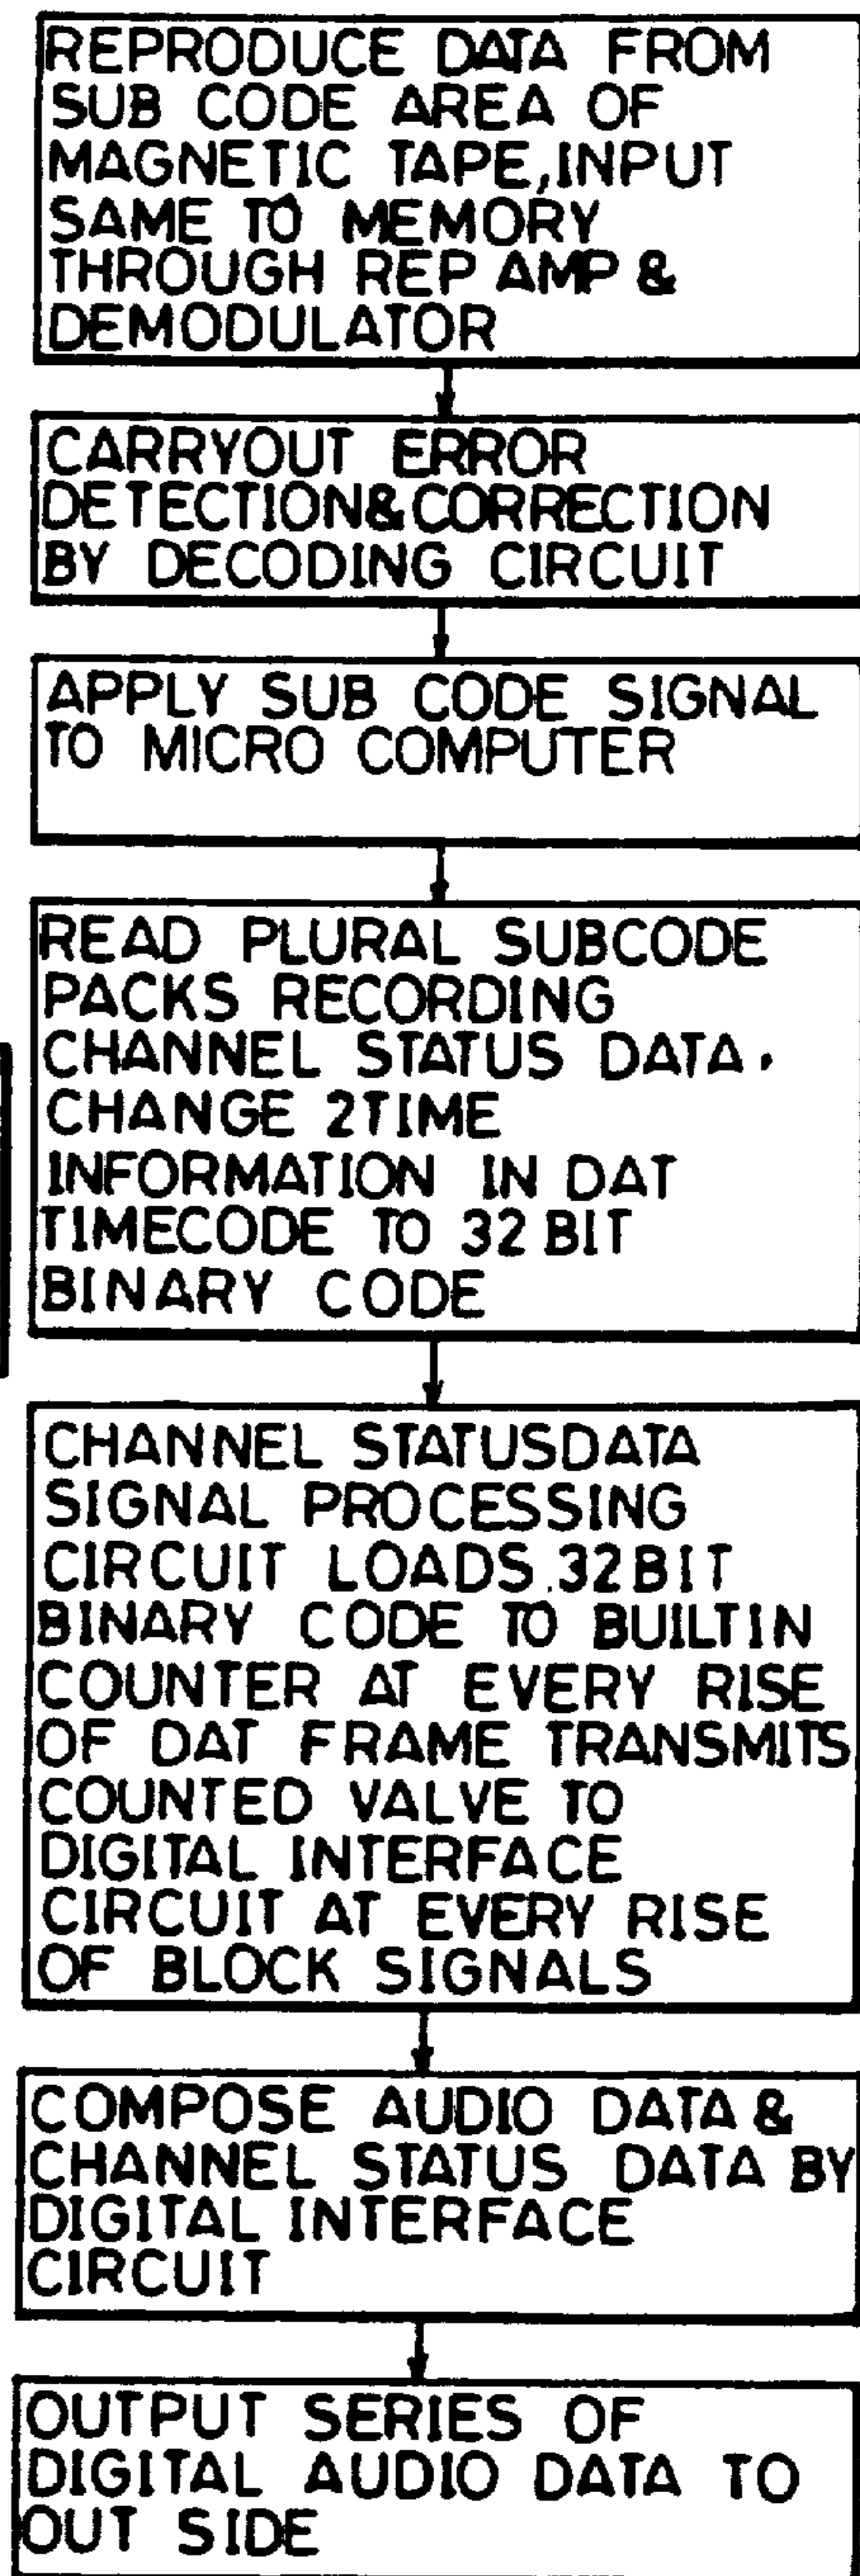 REPRODUCE DATA FROM
SUB CODE AREA OF
MAGNETIC TAPE, INPUT
SAME TO MEMORY
THROUGH REP AMP &
DEMODULATOR
CARRYOUT ERROR
DETECTION&CORRECTION
BY DECODING CIRCUIT
APPLY SUB CODE SIGNAL
TO MICRO COMPUTER
READ PLURAL SUBCODE
PACKS RECORDING
CHANNEL STATUS DATA,
CHANGE 2TIME
INFORMATION IN DAT
TIMECODE TO 32 BIT
BINARY CODE
CHANNEL STATUSDATA
SIGNAL PROCESSING
CIRCUIT LOADS.32BIT
BINARY CODE TO BUILTIN
COUNTER AT EVERY RISE
OF DAT FRAME TRANSMITS
COUNTED VALVE TO
DIGITAL INTERFACE
CIRCUIT AT EVERY RISE
OF BLOCK SIGNALS
COMPOSE AUDIO DATA &
CHANNEL STATUS DATA BY
DIGITAL INTERFACE
CIRCUIT
OUTPUT SERIES OF
DIGITAL AUDIO DATA TO
OUT SIDE